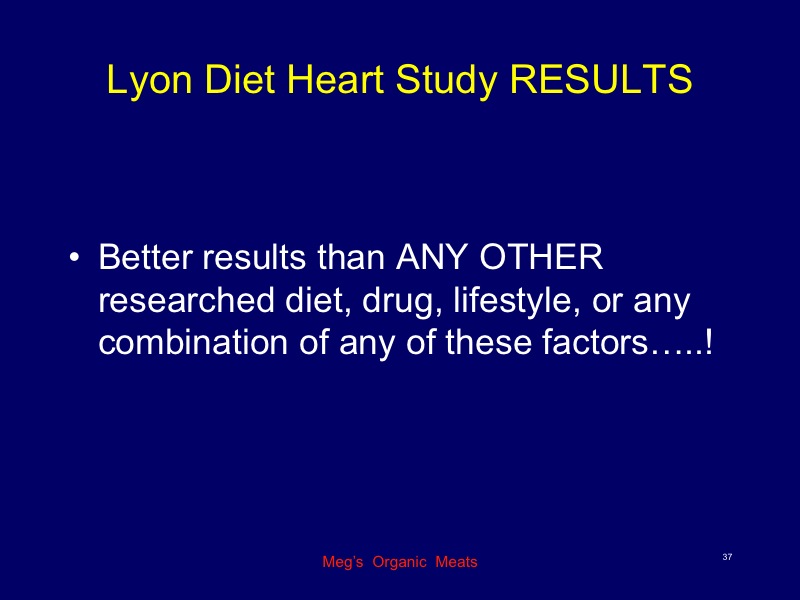 Lyon Diet Heart Study RESULTS
• Better results than ANY OTHER
researched diet, drug, lifestyle, or any
combination of any of these factors…..!
Meg’s Organic Meats
37